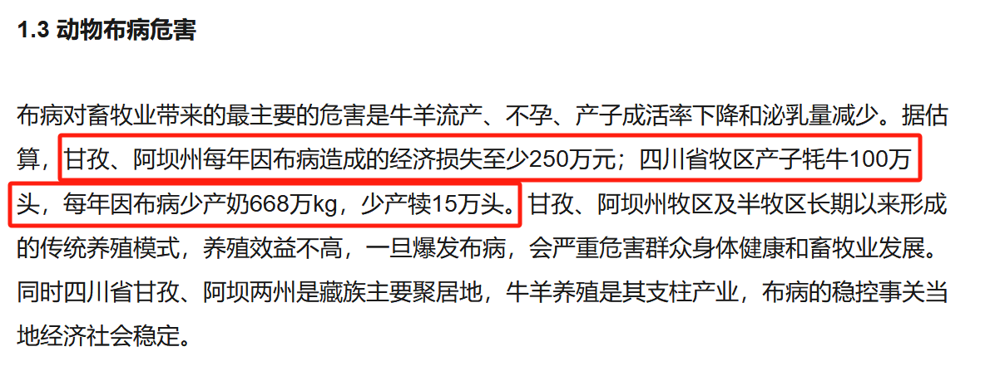 1.3 动物布病危害
布病对畜牧业带来的最主要的危害是牛羊流产、不孕、产子成活率下降和泌乳量减少。据估
算，甘孜、阿坝州每年因布病造成的经济损失至少250万元；四川省牧区产子牦牛100万
头，每年因布病少产奶668万kg，少产犊15万头。甘孜、阿坝州牧区及半牧区长期以来形成
的传统养殖模式，养殖效益不高，一旦爆发布病，会严重危害群众身体健康和畜牧业发展。
同时四川省甘孜、阿坝两州是藏族主要聚居地，牛羊养殖是其支柱产业，布病的稳控事关当
地经济社会稳定。